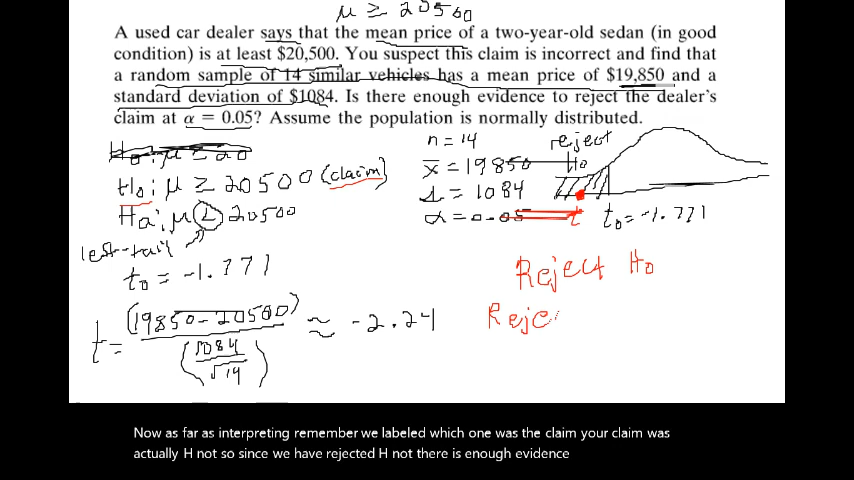 μ ≥ 20500
A used car dealer says that the mean price of a two-year-old sedan (in good
condition) is at least $20,500. You suspect this claim is incorrect and find that
a random sample of 14 similar vehicles has a mean price of $19,850 and a
standard deviation of $1084. Is there enough evidence to reject the dealer's
claim at α = 0.05? Assume the population is normally distributed.
H₀: μ ≥ 20
H₀: μ ≥ 20500 (claim)
Ha: μ < 20500
left-tail
t₀ = -1.771
n = 14
x̄ = 19850
s = 1084
α = 0.05
reject
H₀
t
t₀ = -1.771
t = (19850 - 20500) / (1084 / √14) ≈ -2.24
Reject H₀
Rejec
Now as far as interpreting remember we labeled which one was the claim your claim was
actually H not so since we have rejected H not there is enough evidence